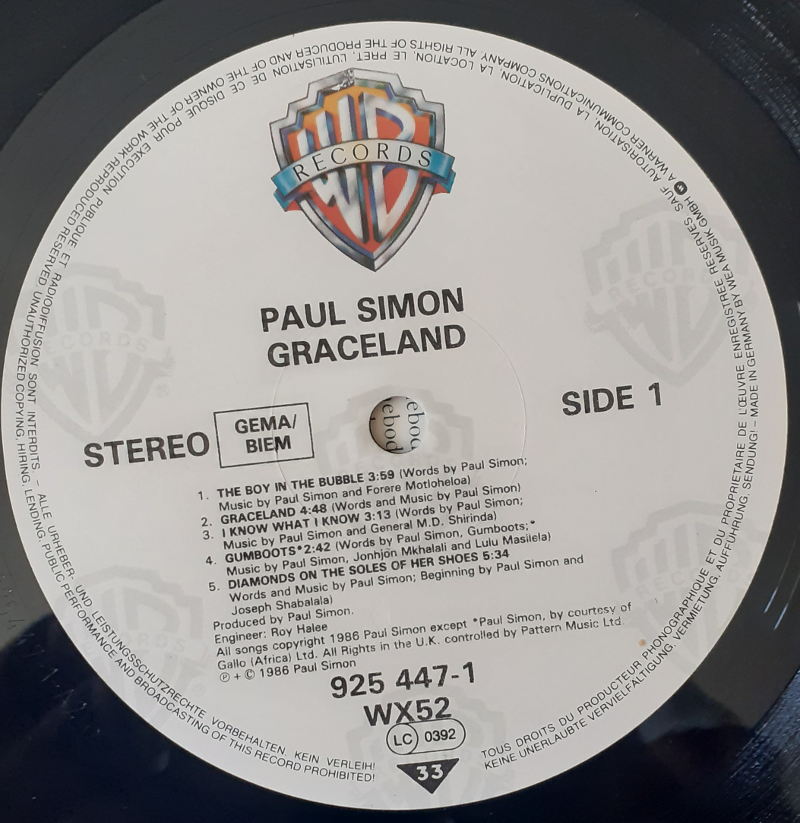 WB
RECORDS
PAUL SIMON
GRACELAND
STEREO
GEMA/
BIEM
SIDE 1
1. THE BOY IN THE BUBBLE 3:59 (Words by Paul Simon;
Music by Paul Simon and Forere Motloheloa)
2. GRACELAND 4:48 (Words and Music by Paul Simon)
3. I KNOW WHAT I KNOW 3:13 (Words by Paul Simon;
Music by Paul Simon and General M.D. Shirinda)
4. GUMBOOTS* 2:42 (Words by Paul Simon, Gumboots;*
Music by Paul Simon, Jonhjon Mkhalali and Lulu Masilela)
5. DIAMONDS ON THE SOLES OF HER SHOES 5:34
Words and Music by Paul Simon; Beginning by Paul Simon and
Joseph Shabalala)
Produced by Paul Simon.
Engineer: Roy Halee
All songs copyright 1986 Paul Simon except *Paul Simon, by courtesy of
Gallo (Africa) Ltd. All Rights in the U.K. controlled by Pattern Music Ltd.
℗ + © 1986 Paul Simon
925 447-1
WX52
LC 0392
33
TOUS DROITS DU PRODUCTEUR PHONOGRAPHIQUE ET DU PROPRIETAIRE DE L'ŒUVRE ENREGISTREE RESERVES SAUF AUTORISATION, LA DUPLICATION, LA LOCATION, LE PRET, L'UTILISATION DE CE DISQUE POUR EXECUTION PUBLIQUE ET RADIODIFFUSION SONT INTERDITS. – ALLE URHEBER- UND LEISTUNGSSCHUTZRECHTE VORBEHALTEN. KEIN VERLEIH!
KEINE UNERLAUBTE VERVIELFÄLTIGUNG, VERMIETUNG, AUFFÜHRUNG, SENDUNG! – MADE IN GERMANY BY WEA MUSIK GMBH A WARNER COMMUNICATIONS COMPANY. ALL RIGHTS OF THE PRODUCER AND OF THE OWNER OF THE WORK REPRODUCED RESERVED. UNAUTHORIZED COPYING, HIRING, LENDING, PUBLIC PERFORMANCE AND BROADCASTING OF THIS RECORD PROHIBITED!